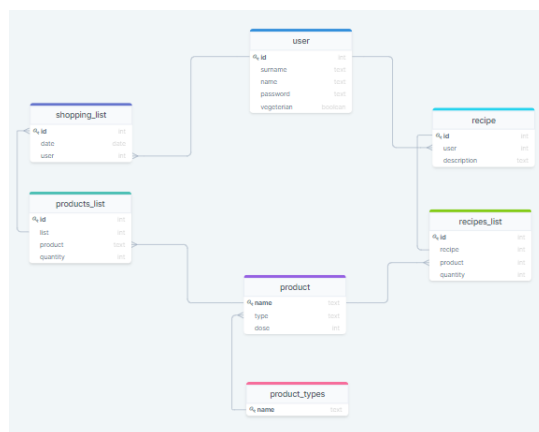 user
id int
surname text
name text
password text
vegeterian boolean
shopping_list
id int
date date
user int
recipe
id int
user int
description text
products_list
id int
list int
product text
quantity int
recipes_list
id int
recipe int
product int
quantity int
product
name text
type text
dose int
product_types
name text